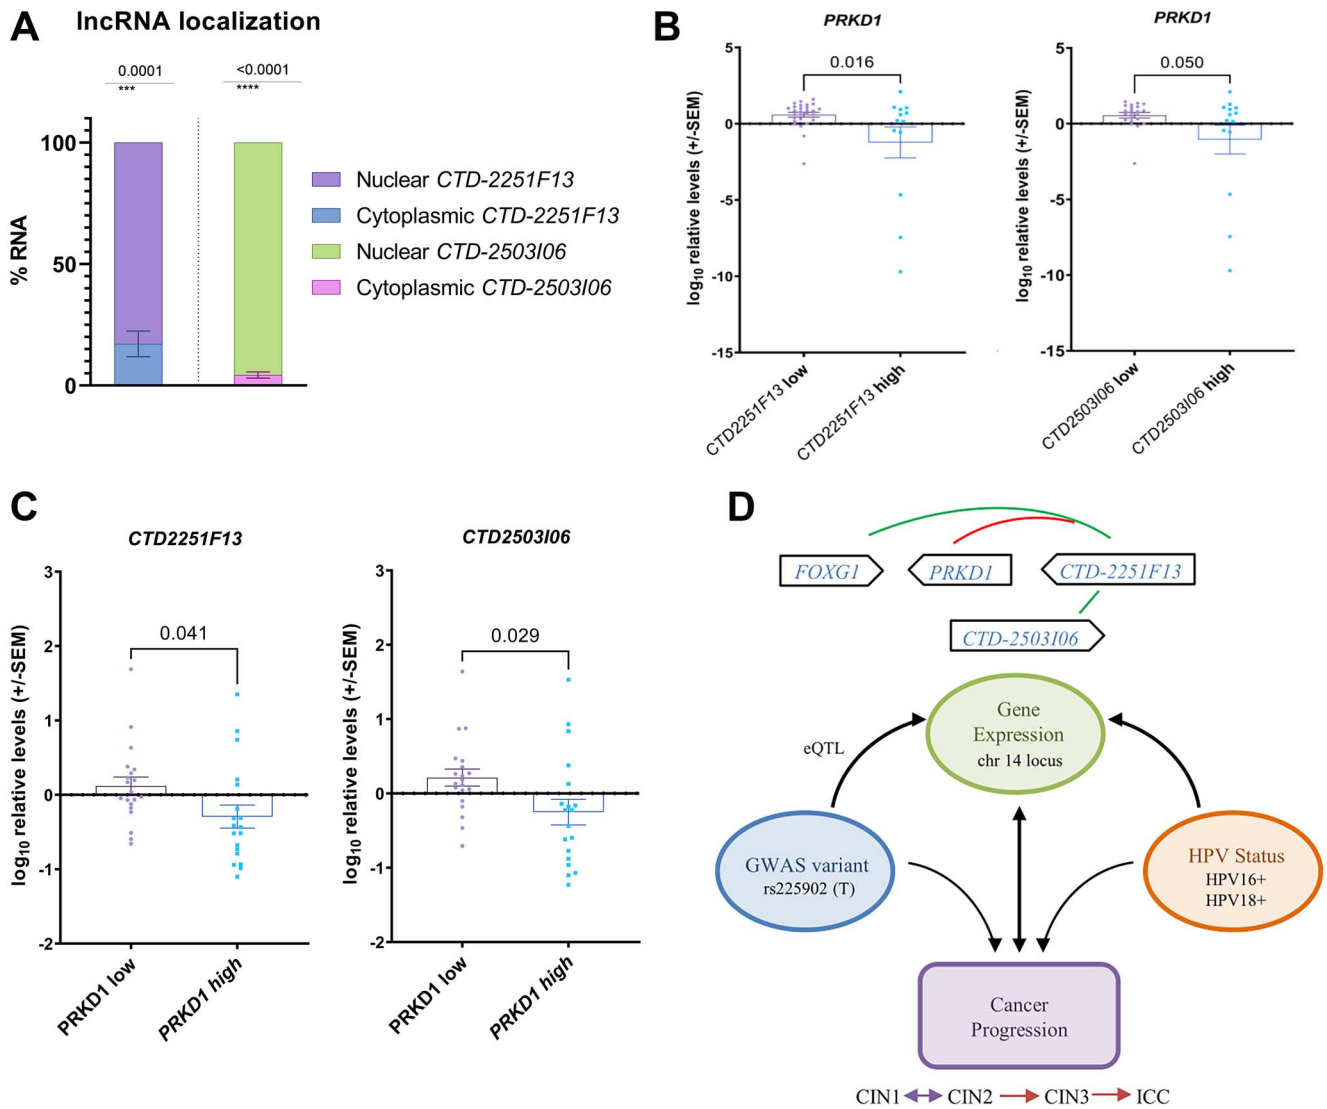 A
lncRNA localization
0.0001
***
<0.0001
****
% RNA
100
50
0
Nuclear CTD-2251F13
Cytoplasmic CTD-2251F13
Nuclear CTD-2503I06
Cytoplasmic CTD-2503I06
B
PRKD1
0.016
log10 relative levels (+/-SEM)
5
0
-5
-10
-15
CTD2251F13 low
CTD2251F13 high
PRKD1
0.050
log10 relative levels (+/-SEM)
5
0
-5
-10
-15
CTD2503I06 low
CTD2503I06 high
C
CTD2251F13
0.041
log10 relative levels (+/-SEM)
3
2
1
0
-1
-2
PRKD1 low
PRKD1 high
CTD2503I06
0.029
log10 relative levels (+/-SEM)
3
2
1
0
-1
-2
PRKD1 low
PRKD1 high
D
FOXG1
PRKD1
CTD-2251F13
CTD-2503I06
Gene
Expression
chr 14 locus
eQTL
GWAS variant
rs225902 (T)
HPV Status
HPV16+
HPV18+
Cancer
Progression
CIN1 CIN2 CIN3 ICC